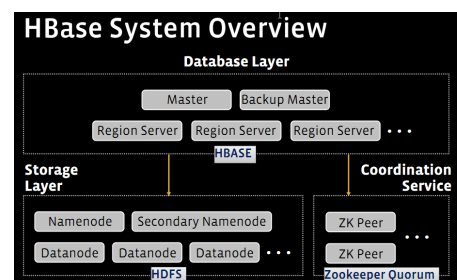 HBase System Overview
Database Layer
Master Backup Master
Region Server Region Server Region Server ...
HBASE
Storage Layer
Coordination Service
Namenode Secondary Namenode
Datanode Datanode Datanode ...
HDFS
ZK Peer
...
ZK Peer
Zookeeper Quorum